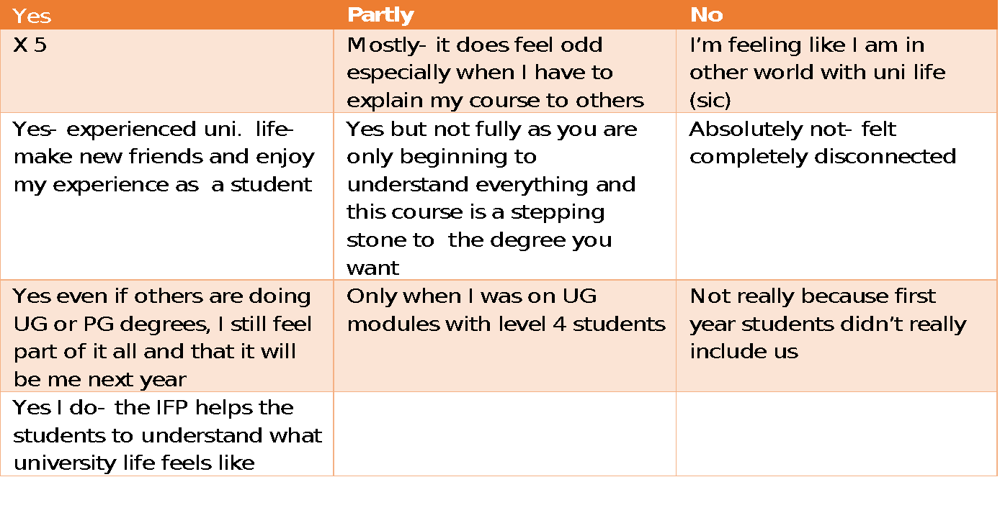 Yes
Partly
No
X 5
Mostly- it does feel odd
especially when I have to
explain my course to others
I’m feeling like I am in
other world with uni life
(sic)
Yes- experienced uni. life-
make new friends and enjoy
my experience as a student
Yes but not fully as you are
only beginning to
understand everything and
this course is a stepping
stone to the degree you
want
Absolutely not- felt
completely disconnected
Yes even if others are doing
UG or PG degrees, I still feel
part of it all and that it will
be me next year
Only when I was on UG
modules with level 4 students
Not really because first
year students didn’t really
include us
Yes I do- the IFP helps the
students to understand what
university life feels like